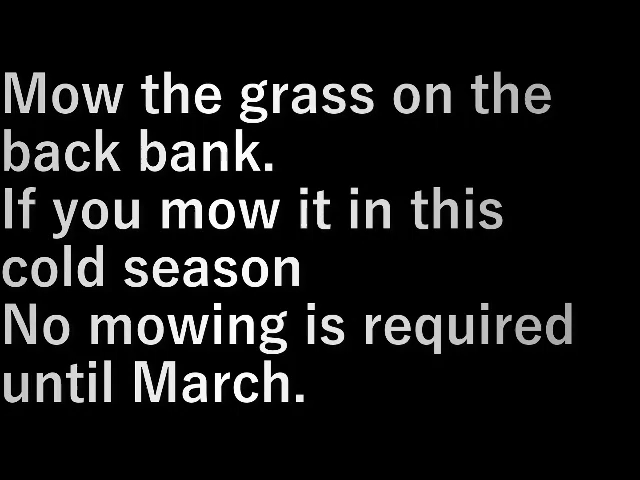 Mow the grass on the
back bank.
If you mow it in this
cold season
No mowing is required
until March.